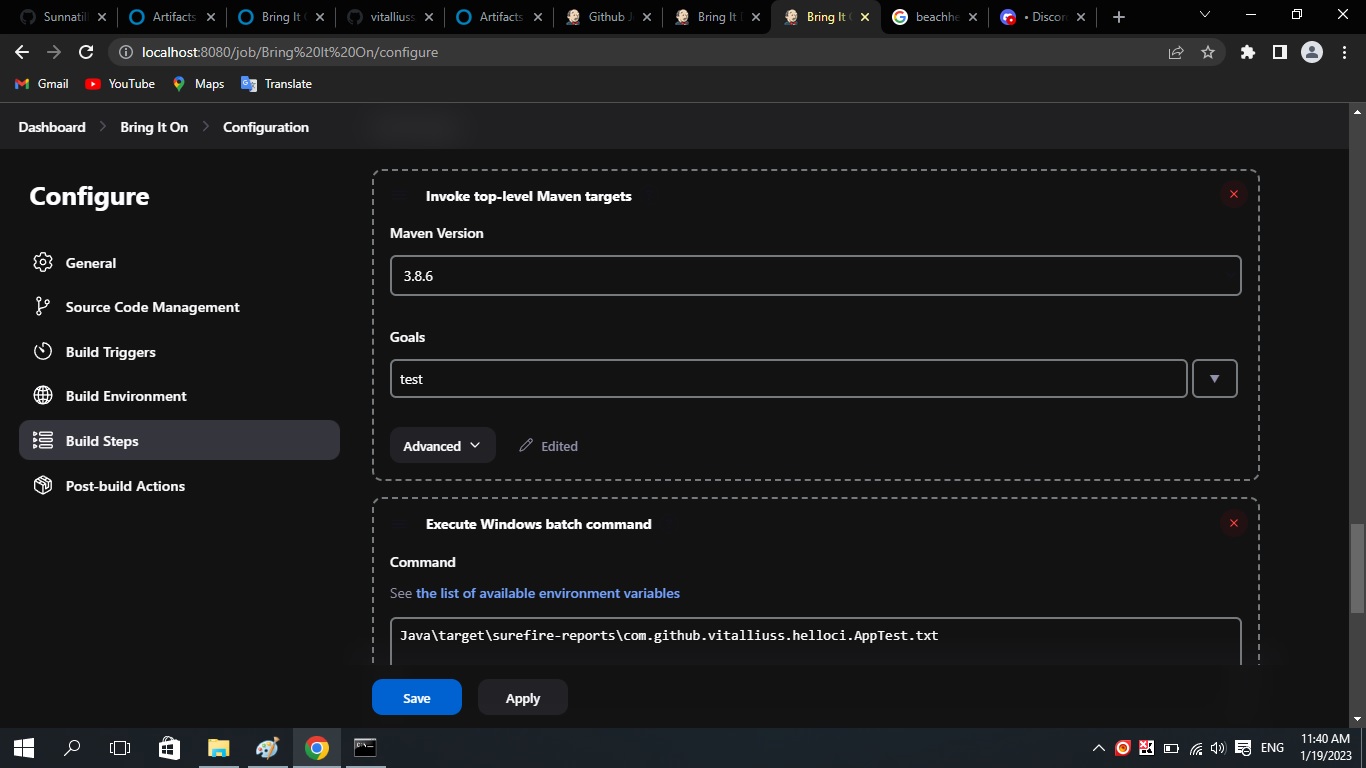 Sunnatil
Artifacts
Bring It
vitalliuss
Artifacts
Github J
Bring It
Bring It
beachhe
• Discor
localhost:8080/job/Bring%20It%20On/configure
Gmail YouTube Maps Translate
Dashboard Bring It On Configuration
Configure
General
Source Code Management
Build Triggers
Build Environment
Build Steps
Post-build Actions
Invoke top-level Maven targets
Maven Version
3.8.6
Goals
test
Advanced Edited
Execute Windows batch command
Command
See the list of available environment variables
Java\target\surefire-reports\com.github.vitalliuss.helloci.AppTest.txt
Save Apply
ENG
11:40 AM
1/19/2023